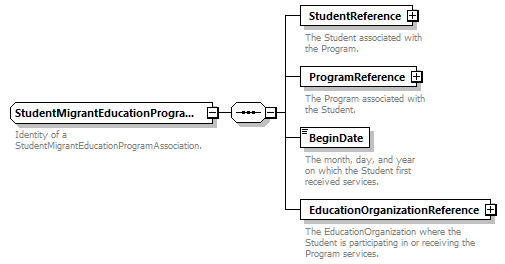 StudentReference
The Student associated with
the Program.
ProgramReference
The Program associated with
the Student.
StudentMigrantEducationProgra...
Identity of a
StudentMigrantEducationProgramAssociation.
BeginDate
The month, day, and year
on which the Student first
received services.
EducationOrganizationReference
The EducationOrganization where the
Student is participating in or receiving the
Program services.